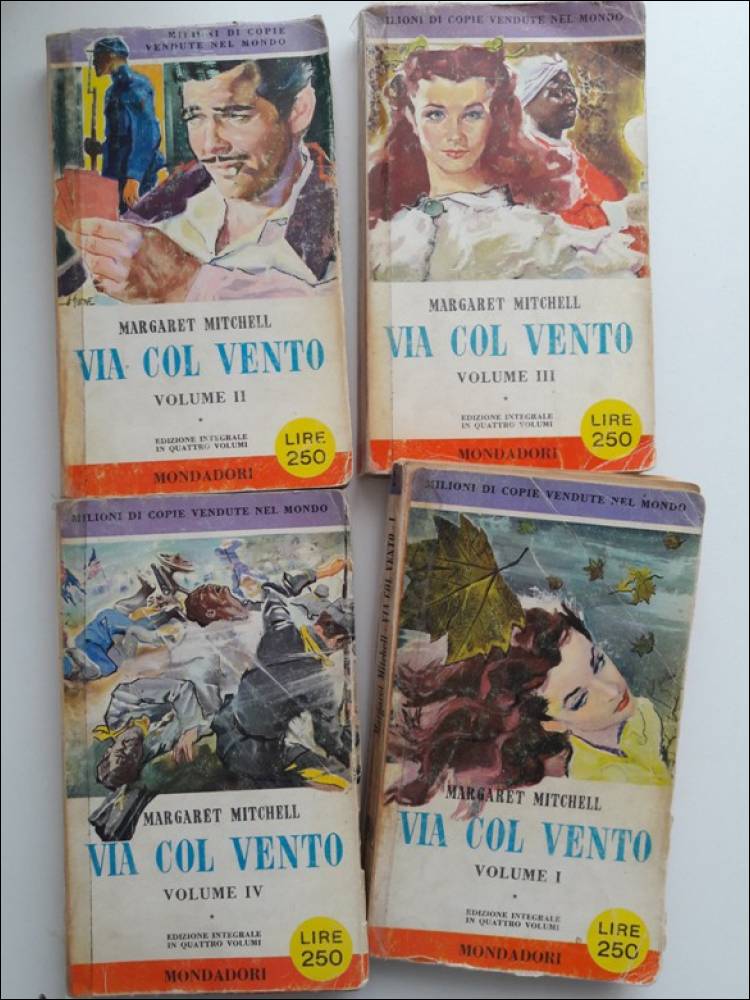 MILIONI DI COPIE
VENDUTE NEL MONDO
MARGARET MITCHELL
VIA COL VENTO
VOLUME II
*
EDIZIONE INTEGRALE
IN QUATTRO VOLUMI
LIRE
250
MONDADORI
MILIONI DI COPIE VENDUTE NEL MONDO
MARGARET MITCHELL
VIA COL VENTO
VOLUME III
*
EDIZIONE INTEGRALE
IN QUATTRO VOLUMI
LIRE
250
MONDADORI
MILIONI DI COPIE VENDUTE NEL MONDO
MARGARET MITCHELL
VIA COL VENTO
VOLUME IV
*
EDIZIONE INTEGRALE
IN QUATTRO VOLUMI
LIRE
250
MONDADORI
MILIONI DI COPIE VENDUTE NEL MONDO
Margaret Mitchell - VIA COL VENTO - I
MARGARET MITCHELL
VIA COL VENTO
VOLUME I
*
EDIZIONE INTEGRALE
IN QUATTRO VOLUMI
LIRE
250
MONDADORI